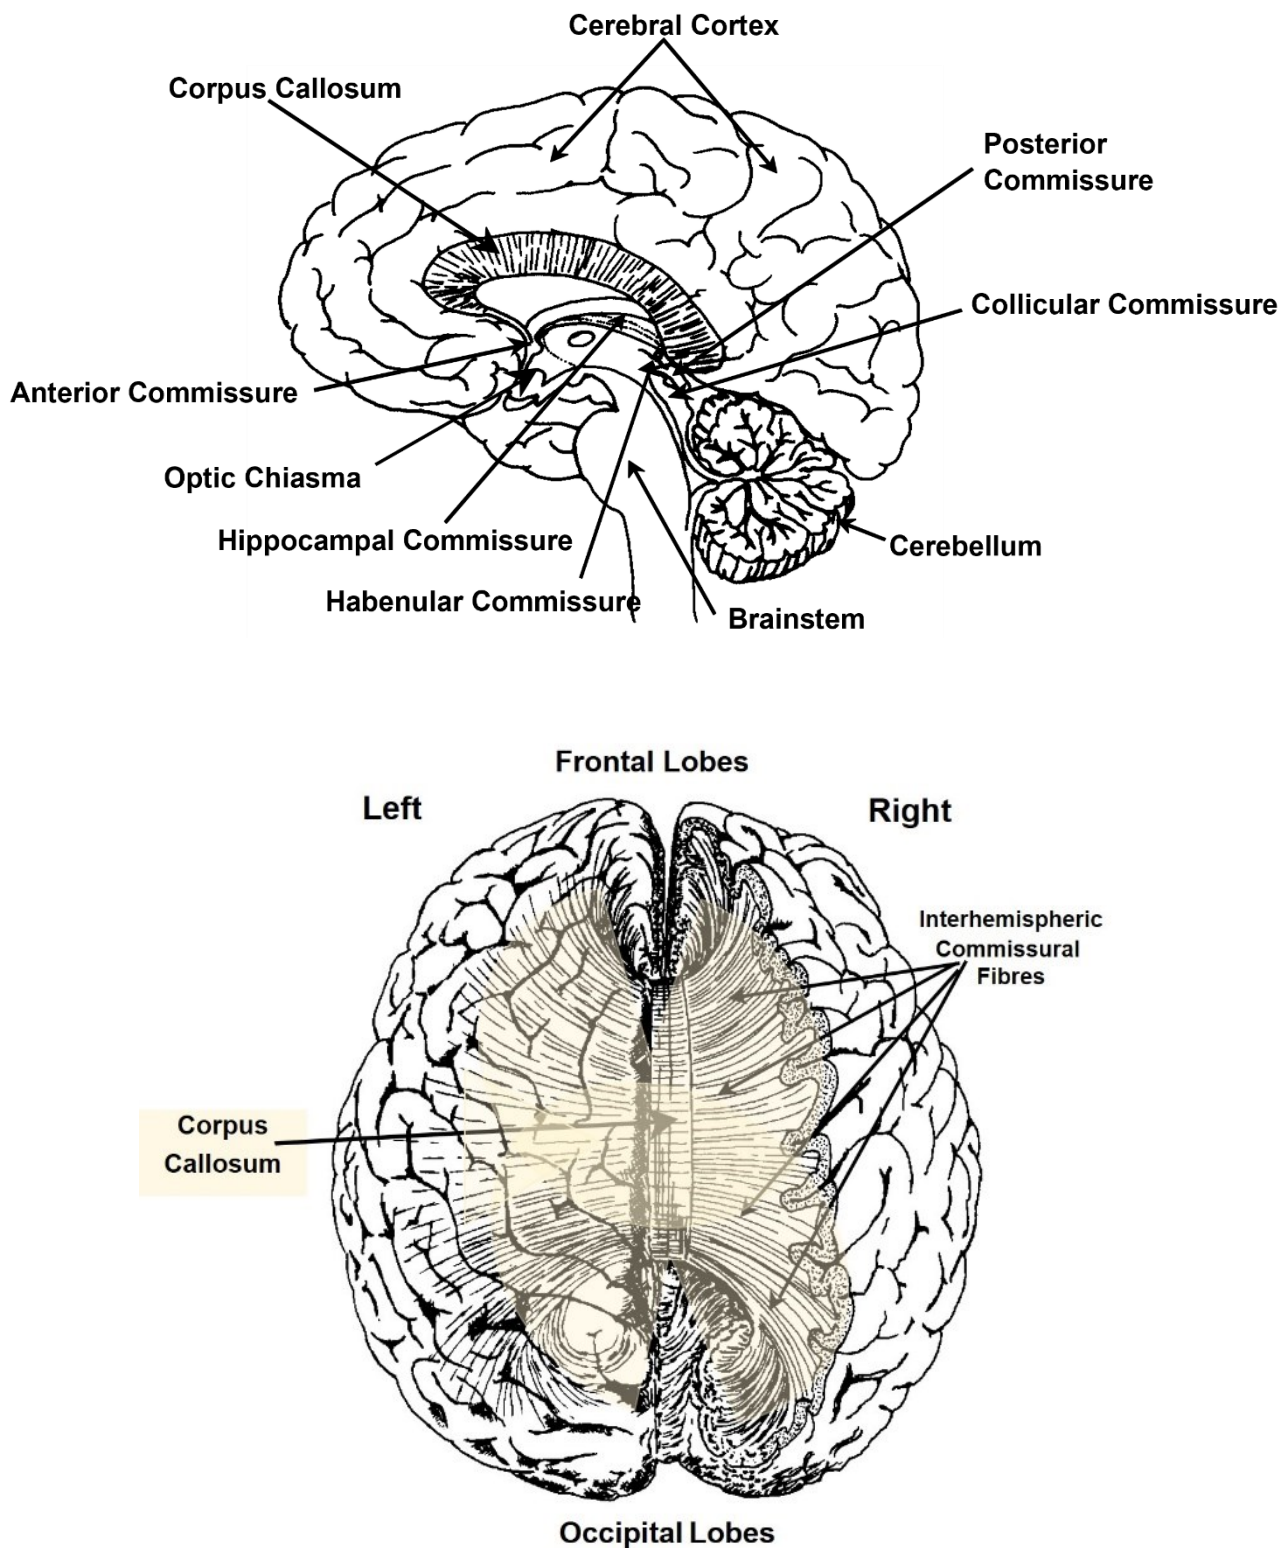 Cerebral Cortex
Corpus Callosum
Posterior
Commissure
Collicular Commissure
Anterior Commissure
Optic Chiasma
Hippocampal Commissure
Cerebellum
Habenular Commissure
Brainstem
Frontal Lobes
Left
Right
Interhemispheric
Commissural
Fibres
Corpus
Callosum
Occipital Lobes